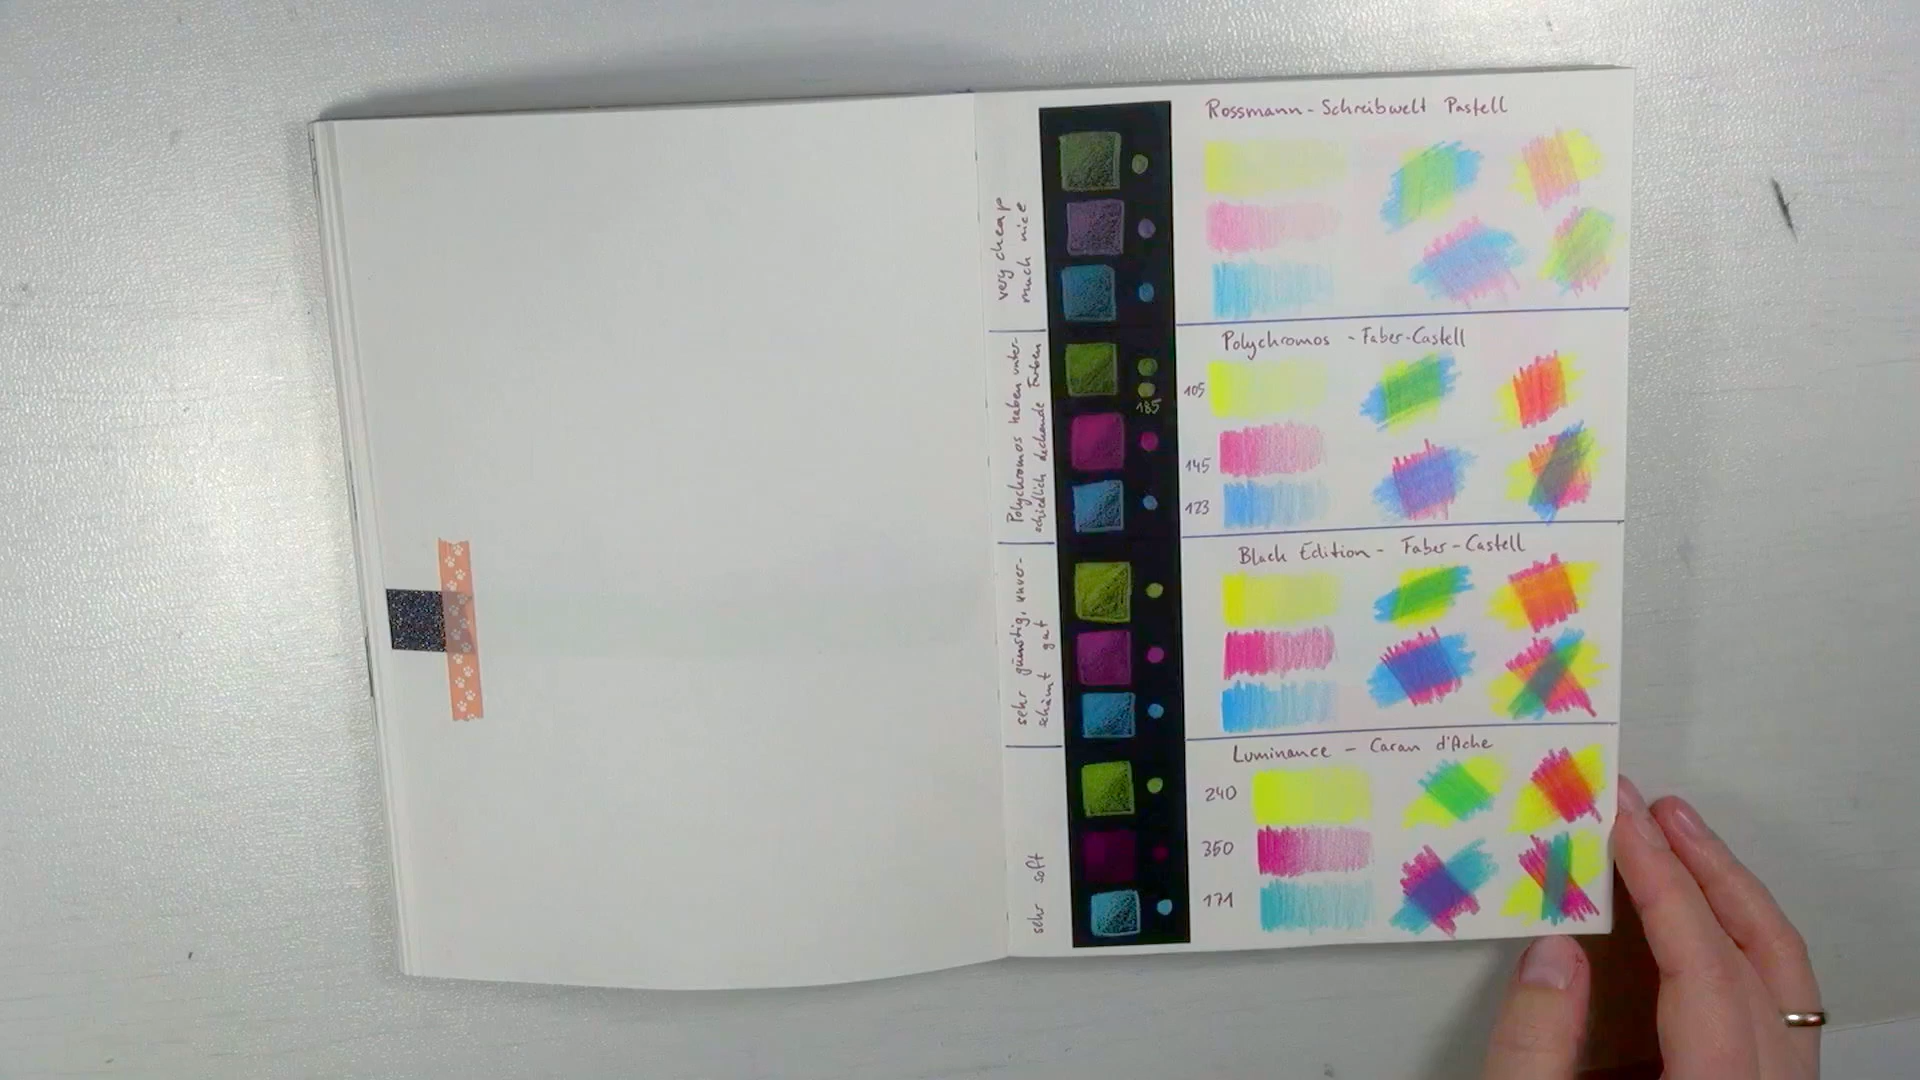 Rossmann - Schreibwelt Pastell
very cheap
much nice
Polychromos - Faber-Castell
105
145
123
185
Polychromos haben unter-
schiedlich deckende Farben
Black Edition - Faber-Castell
sehr günstig, unver-
schämt gut
Luminance - Caran d'Ache
240
350
171
sehr soft